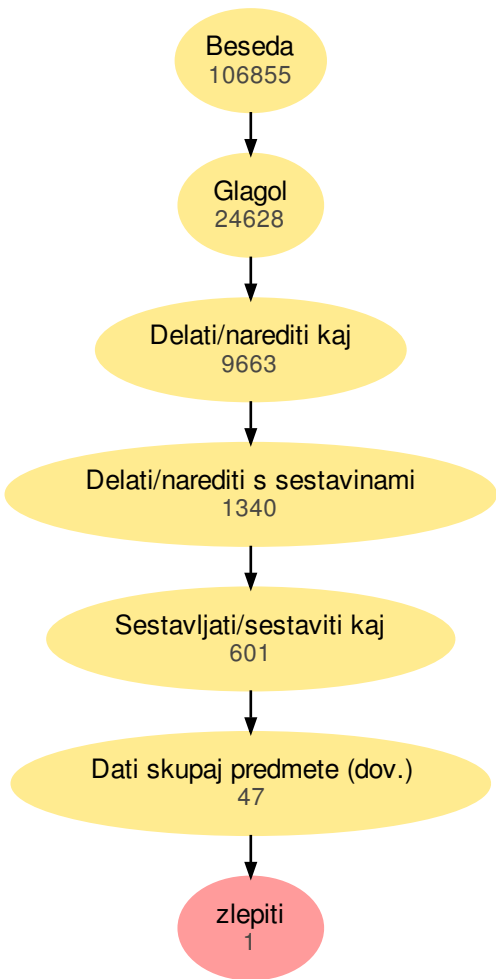 Beseda
106855
Glagol
24628
Delati/narediti kaj
9663
Delati/narediti s sestavinami
1340
Sestavljati/sestaviti kaj
601
Dati skupaj predmete (dov.)
47
zlepiti
1